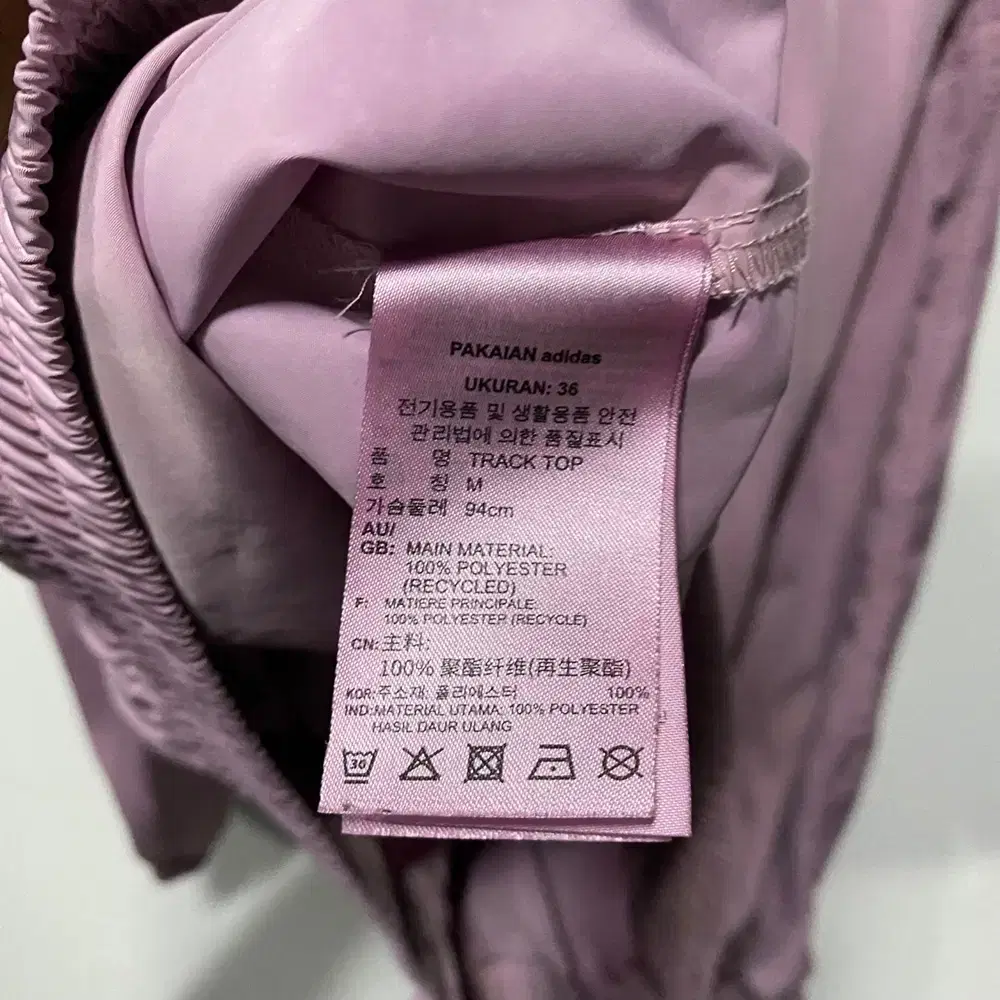 PAKAIAN adidas
UKURAN: 36
전기용품 및 생활용품 안전
관리법에 의한 품질표시
품 명 TRACK TOP
호 칭 M
가슴둘레 94cm
AU/
GB: MAIN MATERIAL:
100% POLYESTER
(RECYCLED)
F: MATIERE PRINCIPALE:
100% POLYESTER (RECYCLE)
CN:主料:
100% 聚酯纤维(再生聚酯)
KOR:주소재 폴리에스터 100%
IND:MATERIAL UTAMA: 100% POLYESTER
HASIL DAUR ULANG
30